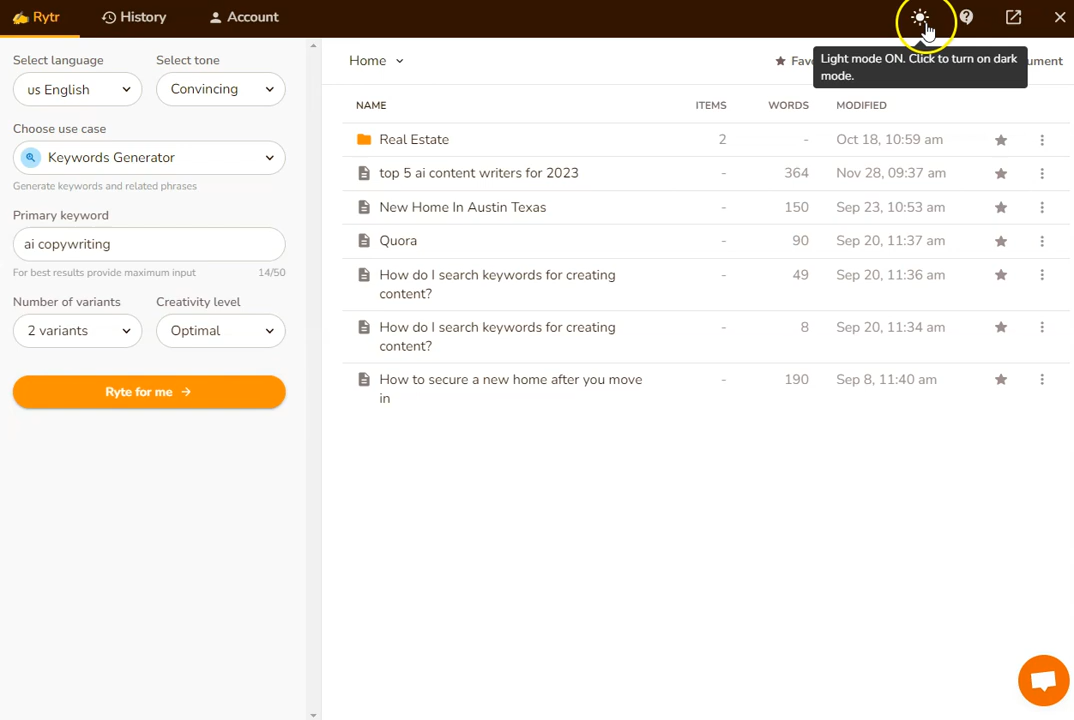 Rytr
History
Account
Light mode ON. Click to turn on dark
mode.
Select language
Select tone
us English
Convincing
Choose use case
Keywords Generator
Generate keywords and related phrases
Primary keyword
ai copywriting
For best results provide maximum input
14/50
Number of variants
Creativity level
2 variants
Optimal
Ryte for me
Home
NAME ITEMS WORDS MODIFIED
Real Estate 2 - Oct 18, 10:59 am
top 5 ai content writers for 2023 - 364 Nov 28, 09:37 am
New Home In Austin Texas - 150 Sep 23, 10:53 am
Quora - 90 Sep 20, 11:37 am
How do I search keywords for creating - 49 Sep 20, 11:36 am
content?
How do I search keywords for creating - 8 Sep 20, 11:34 am
content?
How to secure a new home after you move - 190 Sep 8, 11:40 am
in